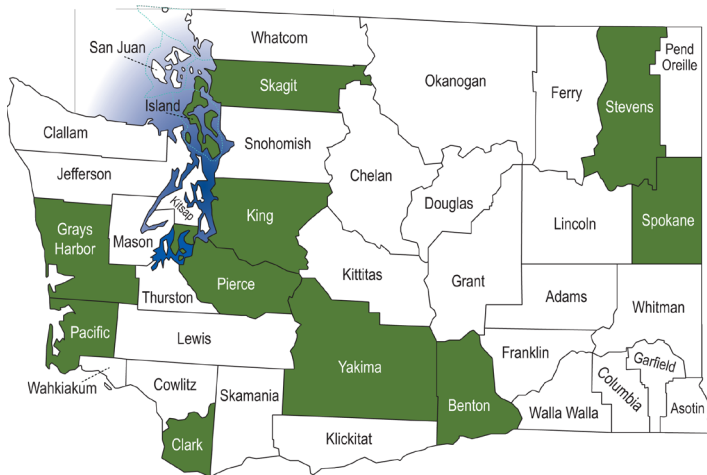 Whatcom
San Juan
Skagit
Okanogan
Ferry
Pend
Oreille
Stevens
Island
Clallam
Snohomish
Jefferson
Chelan
Kitsap
Douglas
King
Lincoln
Spokane
Grays
Harbor
Mason
Kittitas
Grant
Pierce
Adams
Thurston
Whitman
Pacific
Lewis
Yakima
Franklin
Garfield
Wahkiakum
Cowlitz
Skamania
Columbia
Benton
Walla Walla
Asotin
Clark
Klickitat